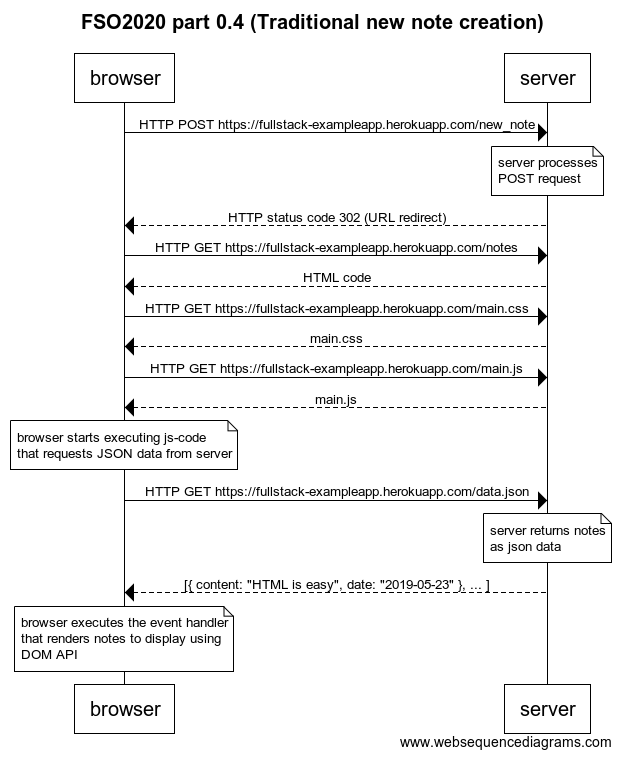 FSO2020 part 0.4 (Traditional new note creation)
browser
server
HTTP POST https://fullstack-exampleapp.herokuapp.com/new_note
server processes
POST request
HTTP status code 302 (URL redirect)
HTTP GET https://fullstack-exampleapp.herokuapp.com/notes
HTML code
HTTP GET https://fullstack-exampleapp.herokuapp.com/main.css
main.css
HTTP GET https://fullstack-exampleapp.herokuapp.com/main.js
main.js
browser starts executing js-code
that requests JSON data from server
HTTP GET https://fullstack-exampleapp.herokuapp.com/data.json
server returns notes
as json data
[{ content: "HTML is easy", date: "2019-05-23" }, ... ]
browser executes the event handler
that renders notes to display using
DOM API
browser
server
www.websequencediagrams.com